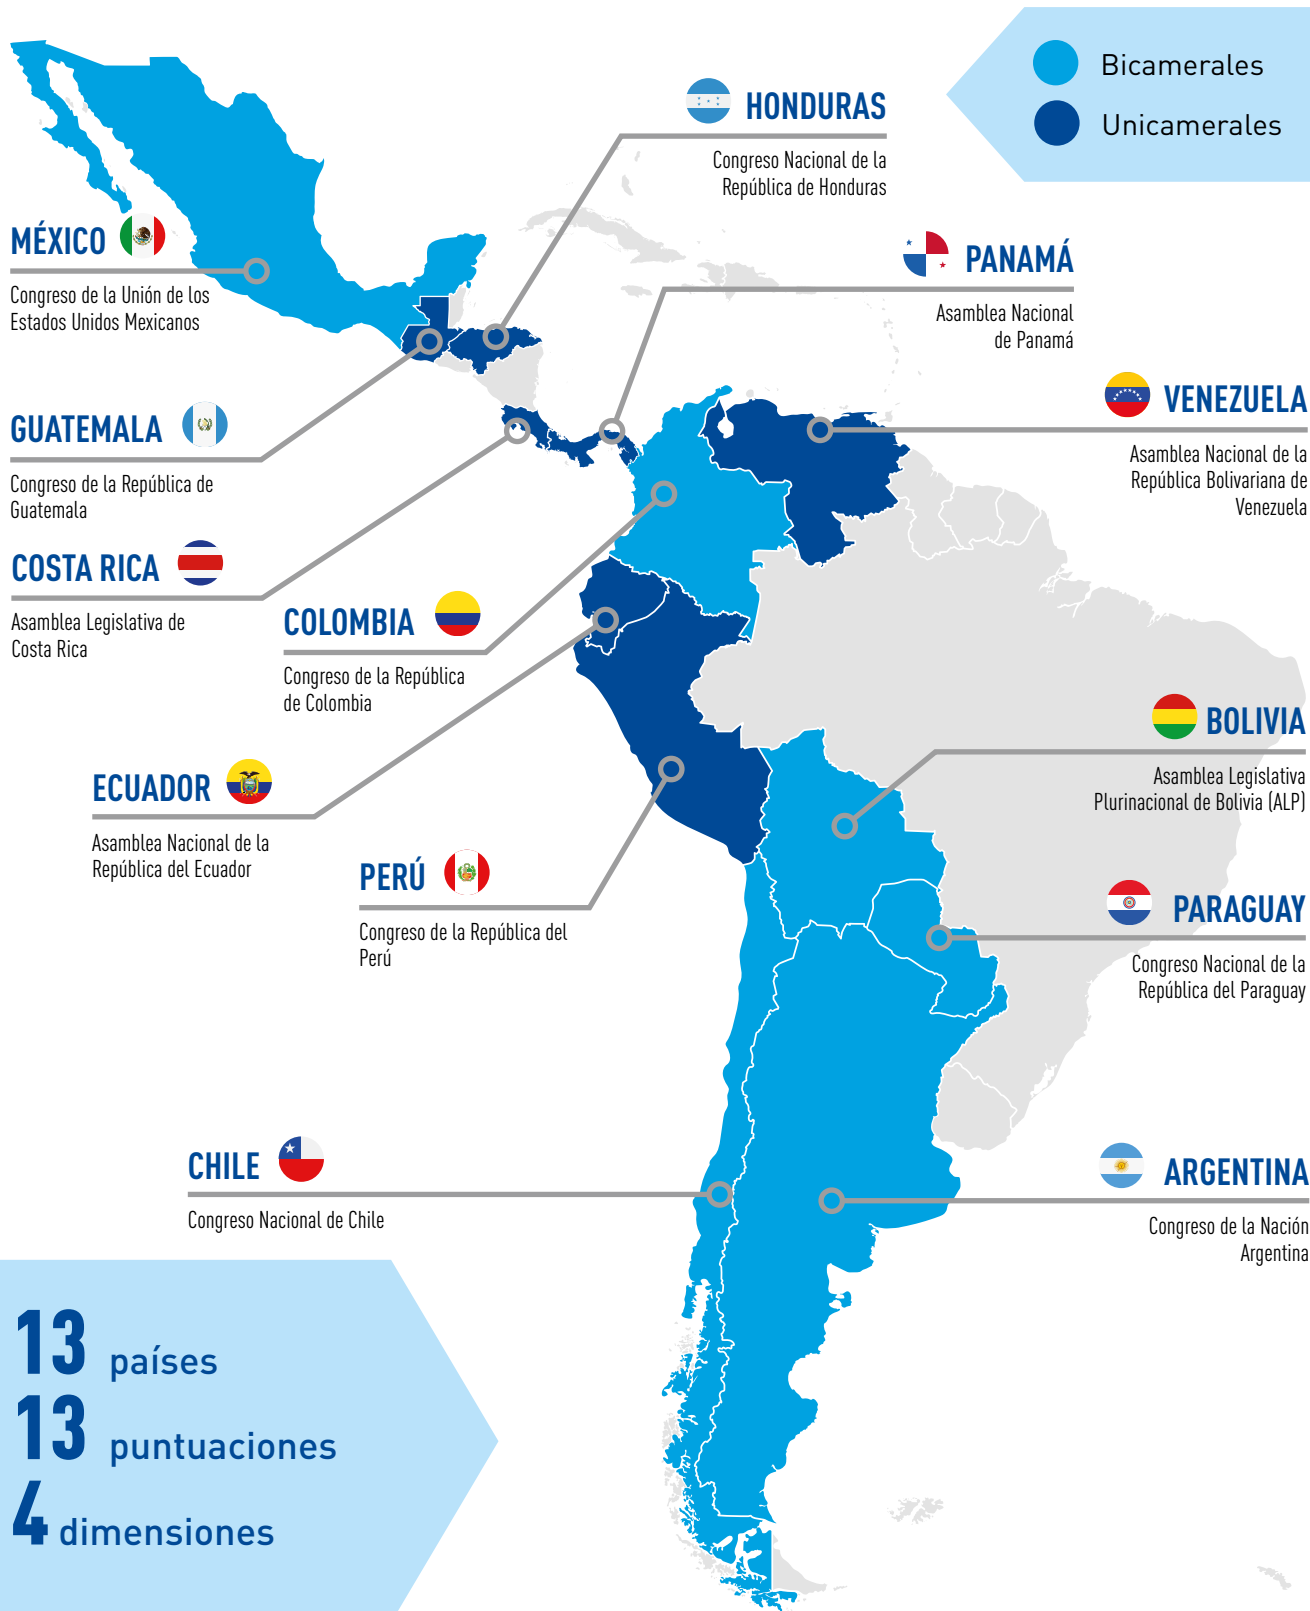 Bicamerales
Unicamerales
HONDURAS
Congreso Nacional de la
República de Honduras
MÉXICO
Congreso de la Unión de los
Estados Unidos Mexicanos
PANAMÁ
Asamblea Nacional
de Panamá
GUATEMALA
Congreso de la República de
Guatemala
VENEZUELA
Asamblea Nacional de la
República Bolivariana de
Venezuela
COSTA RICA
Asamblea Legislativa de
Costa Rica
COLOMBIA
Congreso de la República
de Colombia
BOLIVIA
Asamblea Legislativa
Plurinacional de Bolivia (ALP)
ECUADOR
Asamblea Nacional de la
República del Ecuador
PERÚ
Congreso de la República del
Perú
PARAGUAY
Congreso Nacional de la
República del Paraguay
CHILE
Congreso Nacional de Chile
ARGENTINA
Congreso de la Nación
Argentina
13 países
13 puntuaciones
4 dimensiones